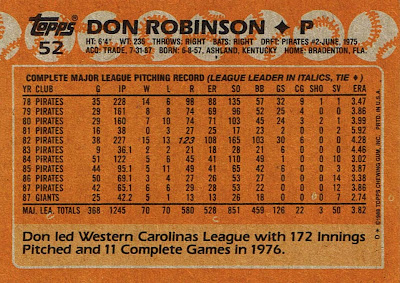 Topps
52
DON ROBINSON ✦ P
HT: 6'4" WT: 235 THROWS: RIGHT BATS: RIGHT DRFT: PIRATES #2-JUNE, 1975.
ACQ: TRADE, 7-31-87 BORN: 6-8-57, ASHLAND, KENTUCKY HOME: BRADENTON, FLA.
COMPLETE MAJOR LEAGUE PITCHING RECORD (LEAGUE LEADER IN ITALICS, TIE ✦)
YR CLUB G IP W L R ER SO BB GS CG SHO SV ERA
78 PIRATES 35 228 14 6 98 88 135 57 32 9 1 1 3.47
79 PIRATES 29 161 8 8 74 69 96 52 25 4 0 0 3.86
80 PIRATES 29 160 7 10 74 71 103 45 24 3 2 1 3.99
81 PIRATES 16 38 0 3 27 25 17 23 2 0 0 2 5.92
82 PIRATES 38 227 15 13 123 108 165 103 30 6 0 0 4.28
83 PIRATES 9 36.1 2 2 21 18 28 21 6 0 0 0 4.46
84 PIRATES 51 122 5 6 45 41 110 49 1 0 0 10 3.02
85 PIRATES 44 95.1 5 11 49 41 65 42 6 0 0 3 3.87
86 PIRATES 50 69.1 3 4 27 26 53 27 0 0 0 14 3.38
87 PIRATES 42 65.1 6 6 29 28 53 22 0 0 0 12 3.86
87 GIANTS 25 42.2 5 1 13 13 26 18 0 0 0 7 2.74
MAJ. LEA. TOTALS 368 1245 70 70 580 528 851 459 126 22 3 50 3.82
Don led Western Carolinas League with 172 Innings
Pitched and 11 Complete Games in 1976.
© 1988 TOPPS CHEWING GUM, INC. PRTD. IN U.S.A.